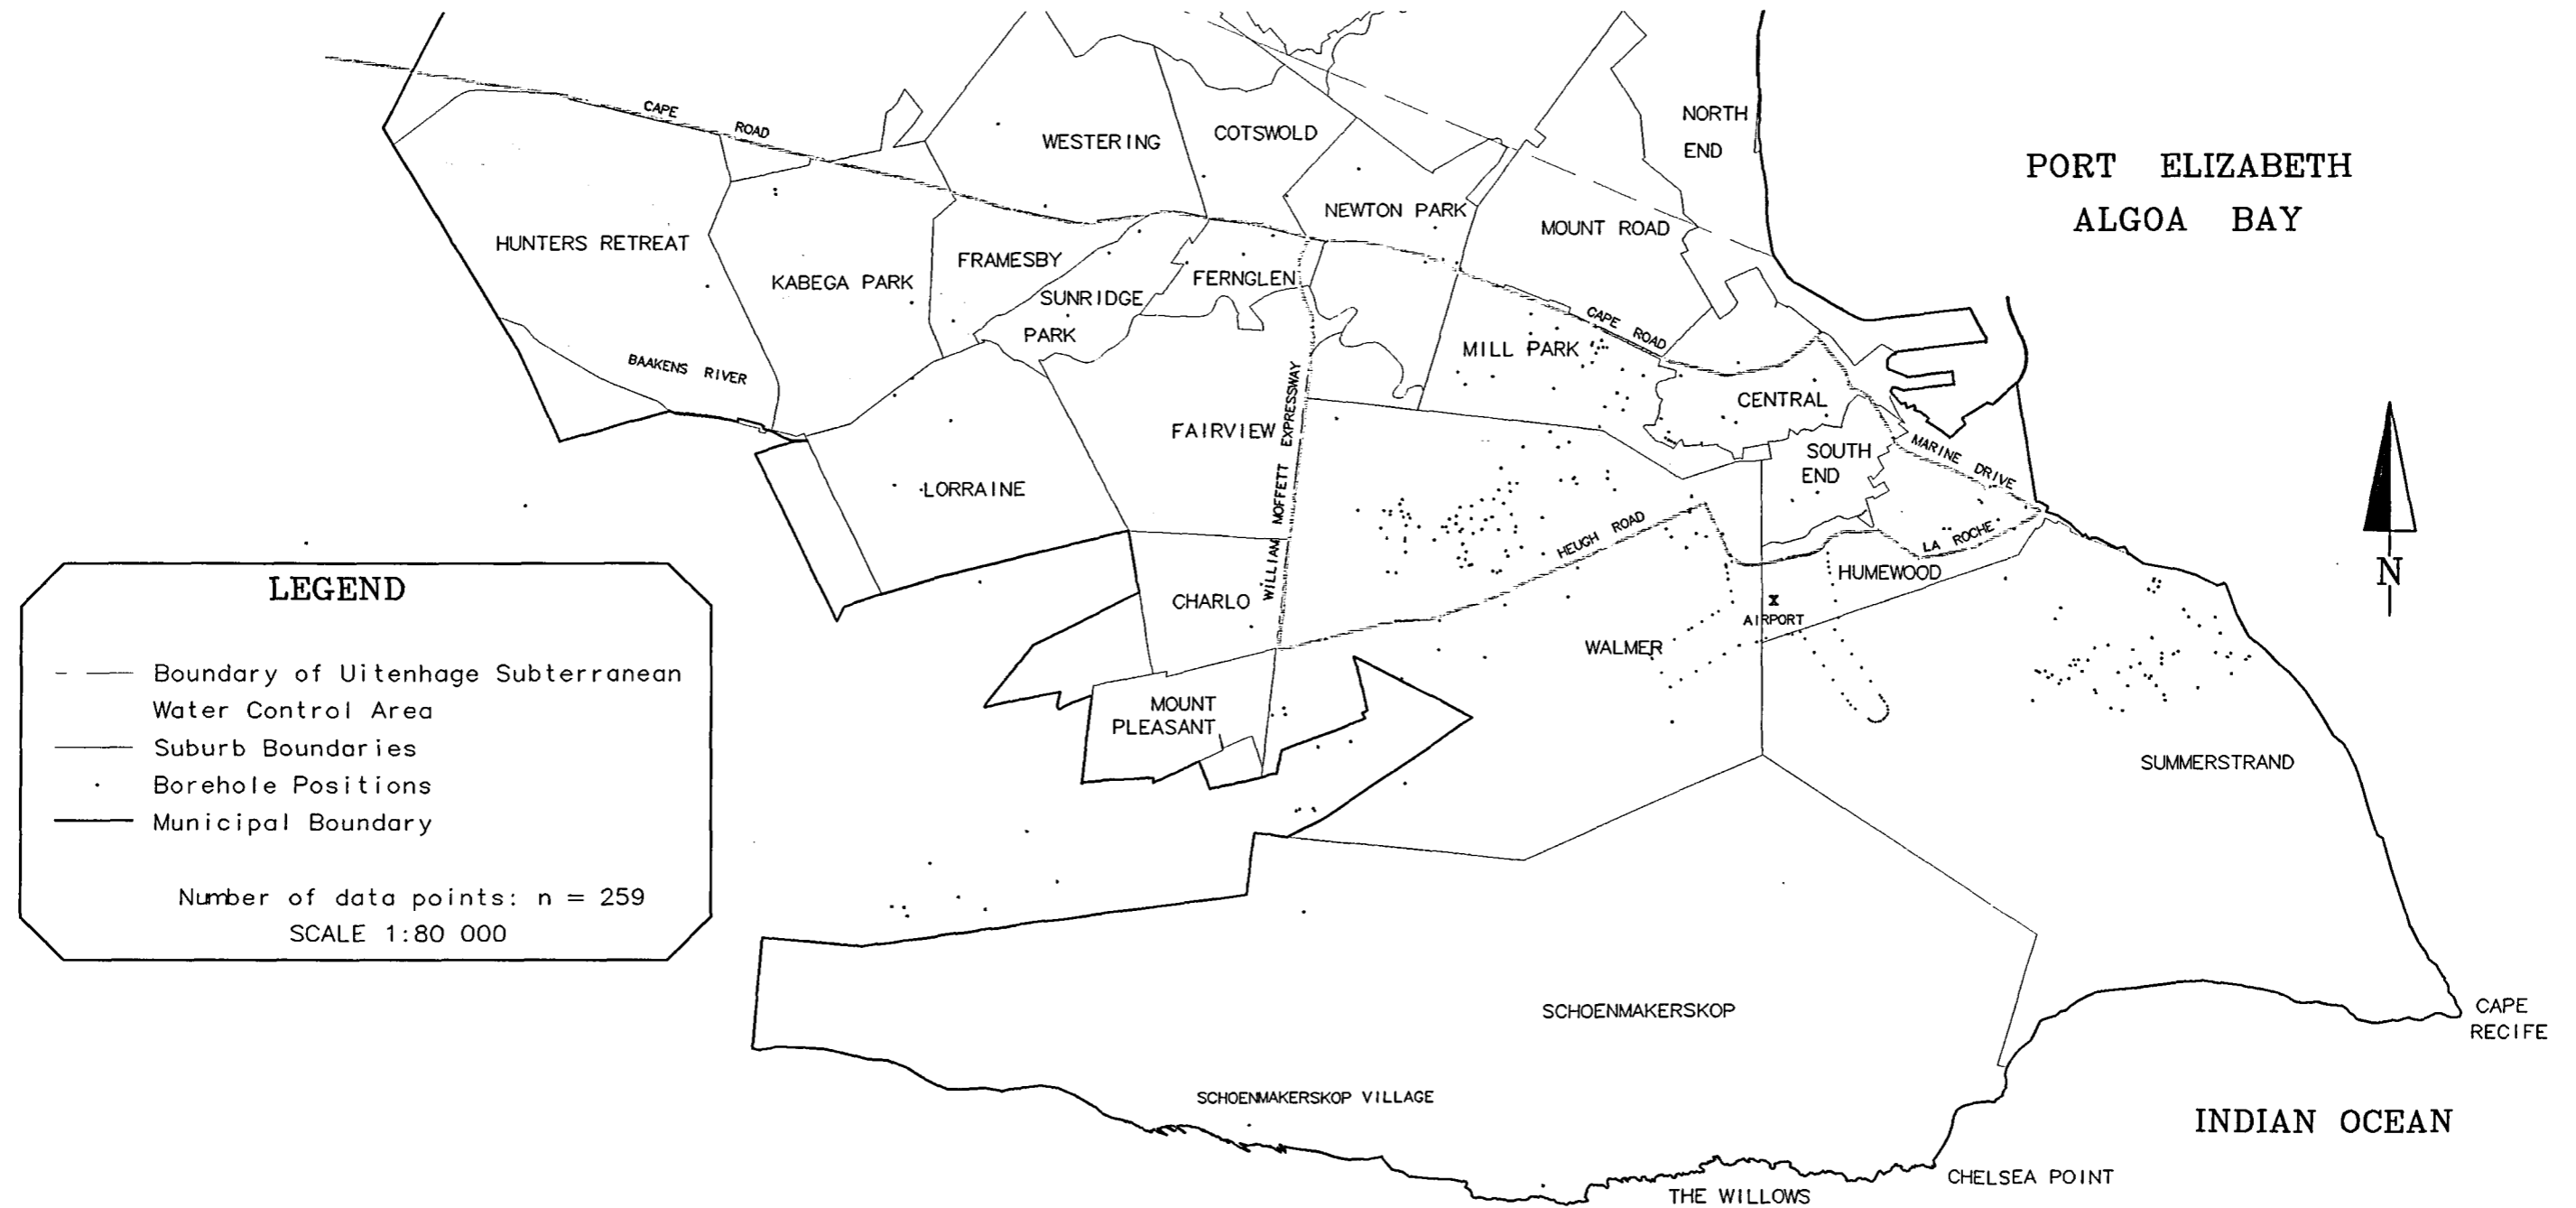 CAPE ROAD
WESTERING
COTSWOLD
NORTH
END
PORT ELIZABETH
ALGOA BAY
NEWTON PARK
MOUNT ROAD
HUNTERS RETREAT
KABEGA PARK
FRAMESBY
FERNGLEN
SUNRIDGE
PARK
CAPE ROAD
MILL PARK
BAAKENS RIVER
CENTRAL
FAIRVIEW
WILLIAM MOFFETT EXPRESSWAY
SOUTH
END
MARINE DRIVE
LORRAINE
HEUGH ROAD
LA ROCHE
HUMEWOOD
N
CHARLO
X
AIRPORT
WALMER
MOUNT
PLEASANT
SUMMERSTRAND
LEGEND
Boundary of Uitenhage Subterranean
Water Control Area
Suburb Boundaries
Borehole Positions
Municipal Boundary
Number of data points: n = 259
SCALE 1:80 000
SCHOENMAKERSKOP
CAPE
RECIFE
SCHOENMAKERSKOP VILLAGE
INDIAN OCEAN
CHELSEA POINT
THE WILLOWS